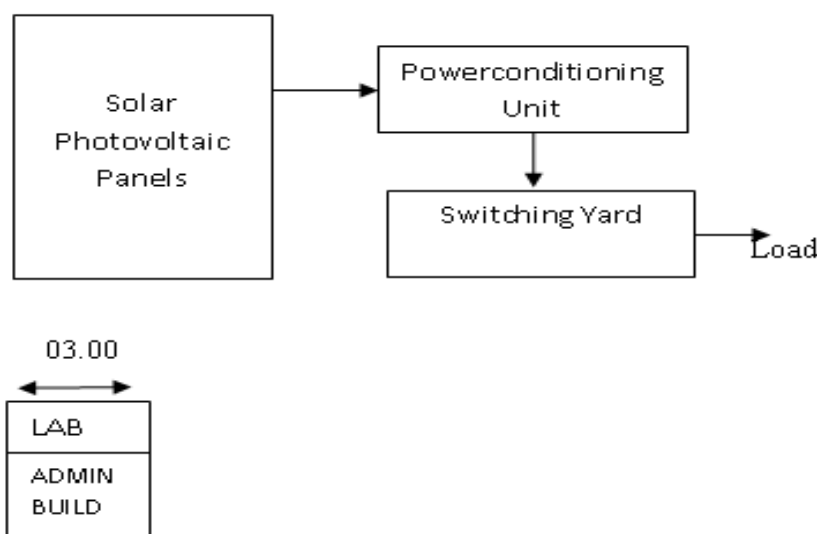 Solar
Photovoltaic
Panels
Powerconditioning
Unit
Switching Yard
Load
03.00
LAB
ADMIN
BUILD